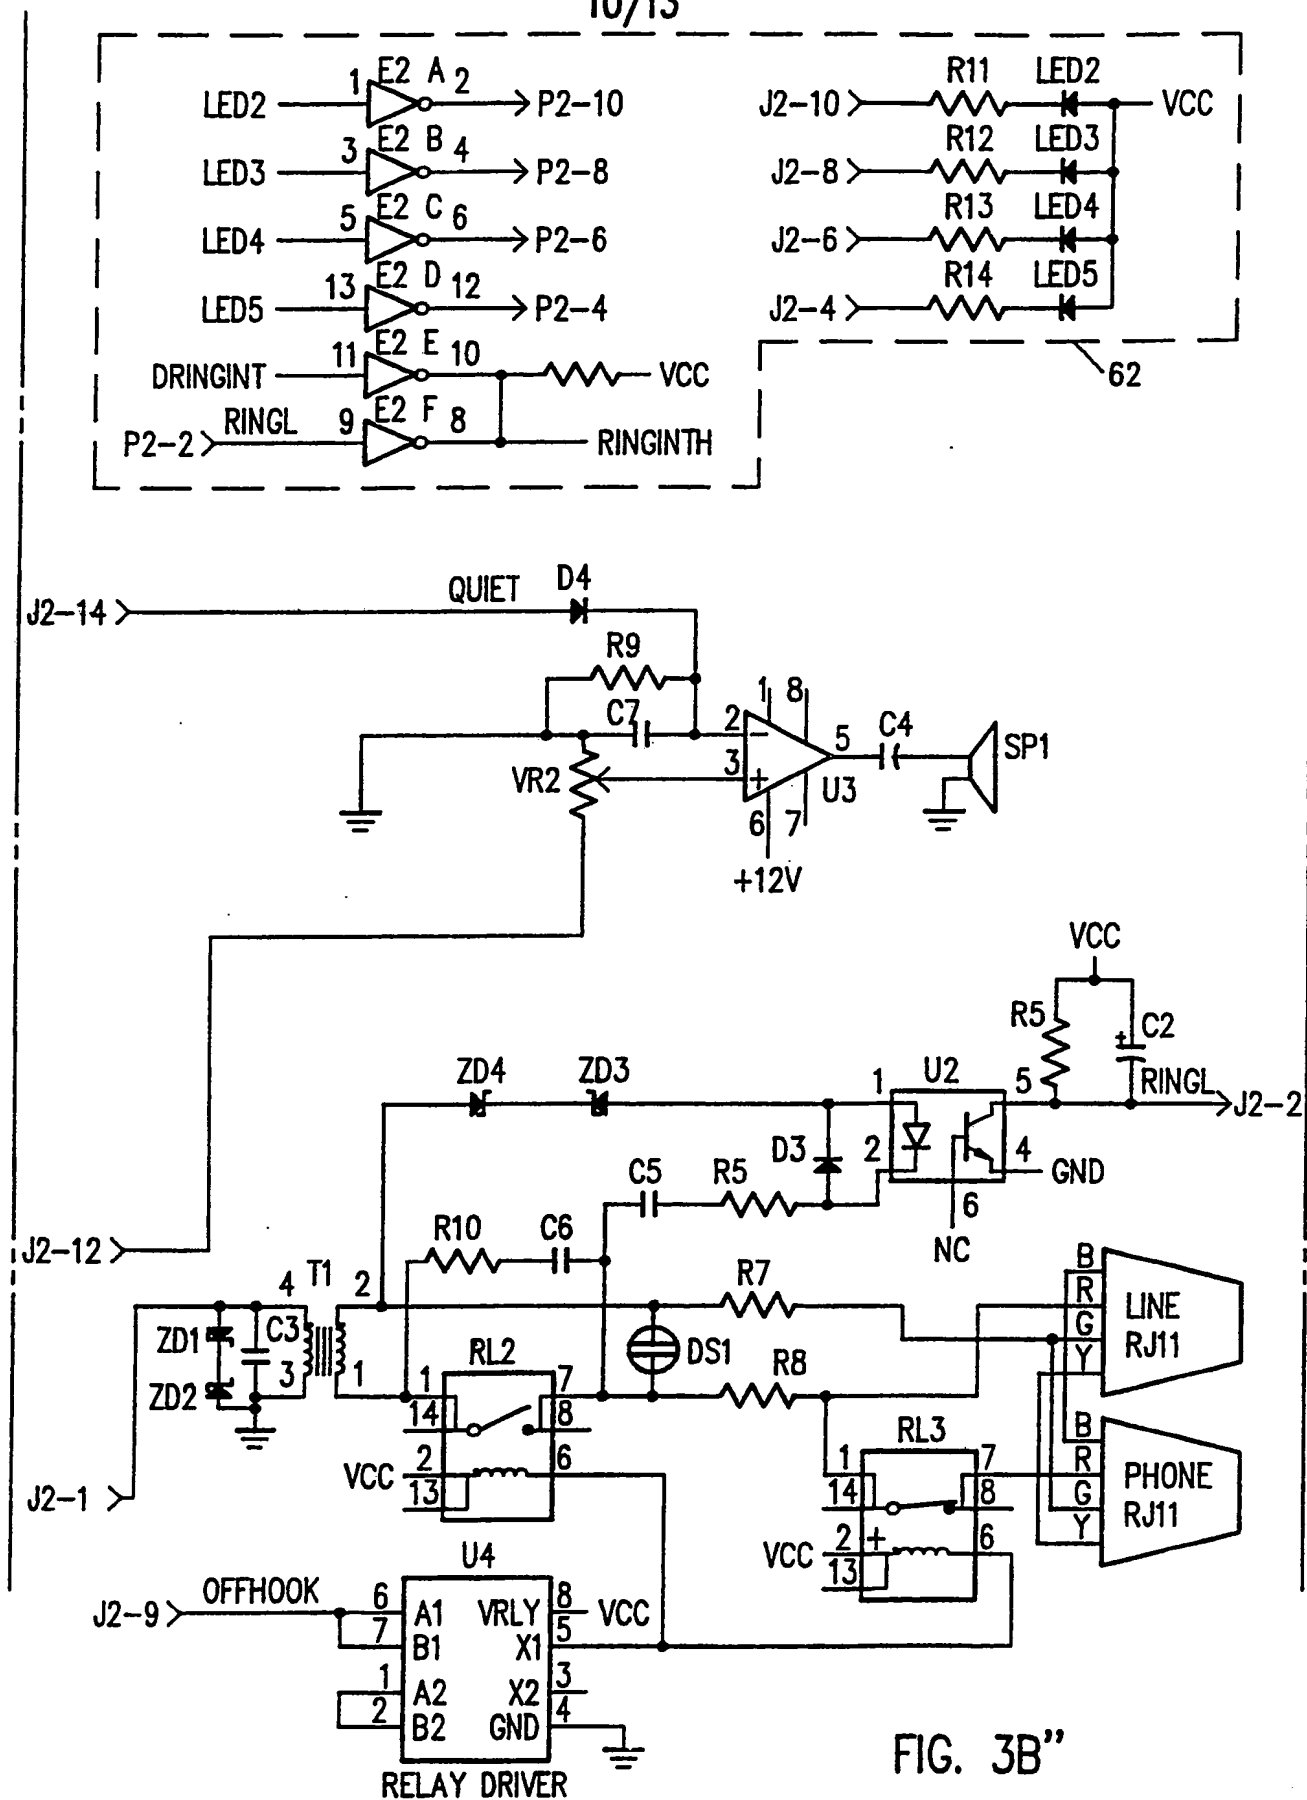 10/13
E2 A
LED2 1 2 P2-10
E2 B
LED3 3 4 P2-8
E2 C
LED4 5 6 P2-6
E2 D
LED5 13 12 P2-4
E2 E
DRINGINT 11 10 VCC
E2 F
P2-2 RINGL 9 8 RINGINTH
R11 LED2
J2-10 VCC
R12 LED3
J2-8
R13 LED4
J2-6
R14 LED5
J2-4
62
J2-14 QUIET D4
R9
C7
1 8
2 −
3 +
5 C4 SP1
VR2
U3
6 7
+12V
VCC
R5 C2
+
ZD4 ZD3 1 U2 5 RINGL J2-2
D3 2 4 GND
C5 R5
6
NC
R10 C6
J2-12
T1
4 2
R7
ZD1 C3
ZD2 3 1
DS1
R8
RL2
1 7
14 8
VCC 2 6
13
B
R
G
Y
LINE
RJ11
RL3
1 7
14 8
VCC 2 + 6
13
B
R
G
Y
PHONE
RJ11
J2-1
U4
J2-9 OFFHOOK 6 A1 VRLY 8 VCC
7 B1 X1 5
1 A2 X2 3
2 B2 GND 4
RELAY DRIVER
FIG. 3B”